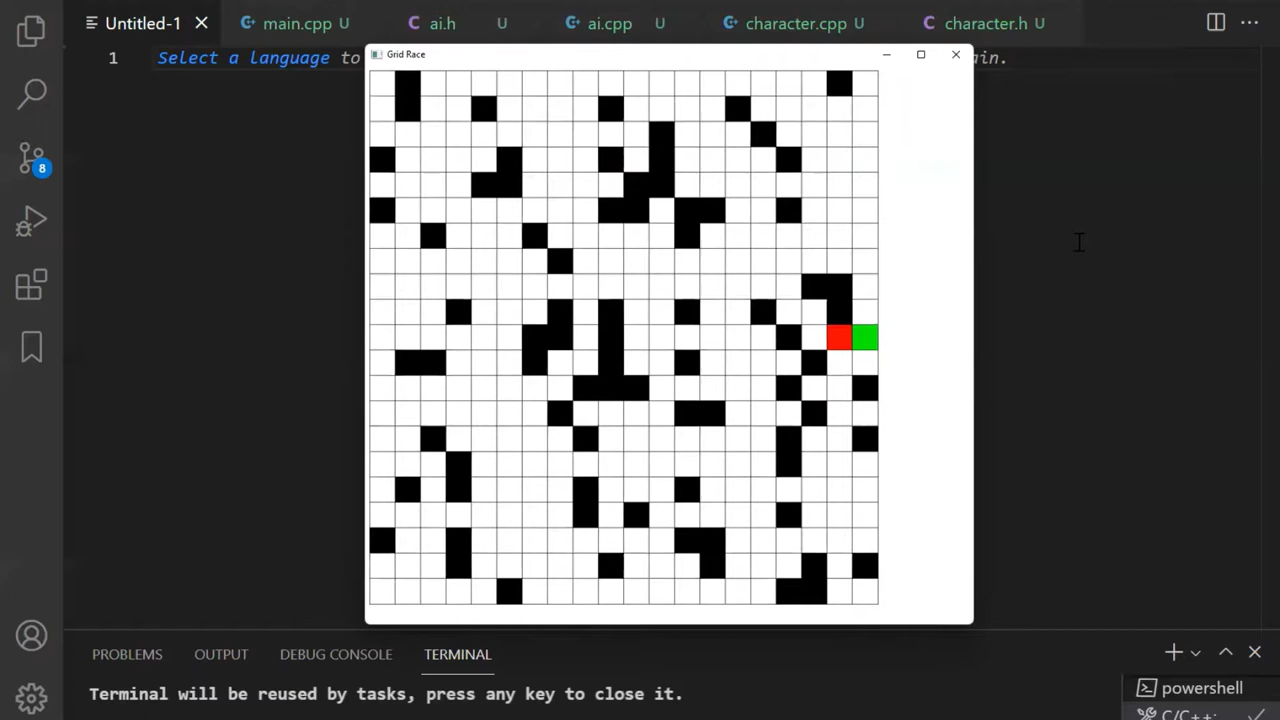 Untitled-1 main.cpp U ai.h U ai.cpp U character.cpp U character.h U
1 Select a language to ain.
Grid Race
8
PROBLEMS OUTPUT DEBUG CONSOLE TERMINAL
Terminal will be reused by tasks, press any key to close it.
powershell
C/C++: